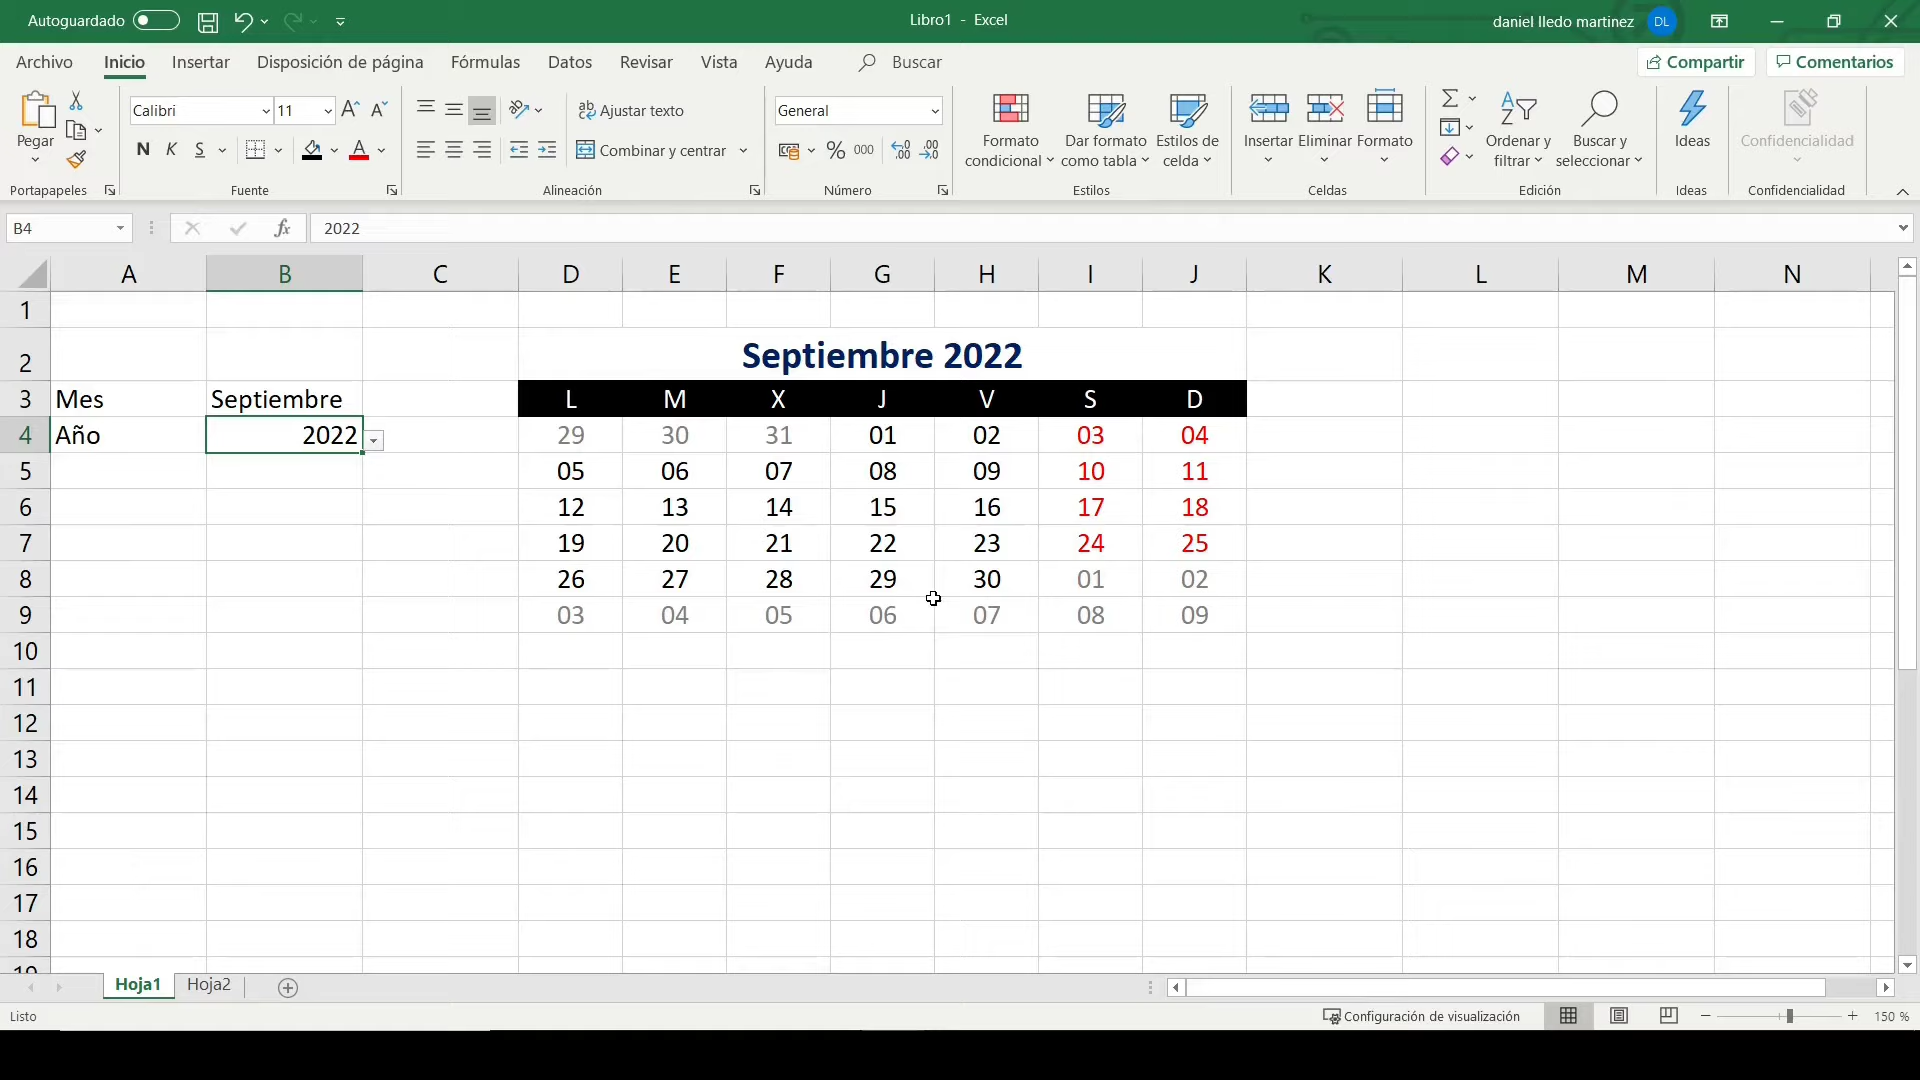 Autoguardado
Libro1 - Excel
daniel lledo martinez DL
Archivo Inicio Insertar Disposición de página Fórmulas Datos Revisar Vista Ayuda Buscar Compartir Comentarios
Pegar
Portapapeles
Calibri 11
N K S A
Fuente
ab Ajustar texto
Combinar y centrar
Alineación
General
% 000
Número
Formato condicional
Dar formato como tabla
Estilos de celda
Estilos
Insertar Eliminar Formato
Celdas
Ordenar y filtrar
Buscar y seleccionar
Edición
Ideas
Ideas
Confidencialidad
Confidencialidad
B4 fx 2022
A B C D E F G H I J K L M N
1
2 Septiembre 2022
3 Mes Septiembre L M X J V S D
4 Año 2022 29 30 31 01 02 03 04
5 05 06 07 08 09 10 11
6 12 13 14 15 16 17 18
7 19 20 21 22 23 24 25
8 26 27 28 29 30 01 02
9 03 04 05 06 07 08 09
10
11
12
13
14
15
16
17
18
19
Hoja1 Hoja2
Listo Configuración de visualización 150 %